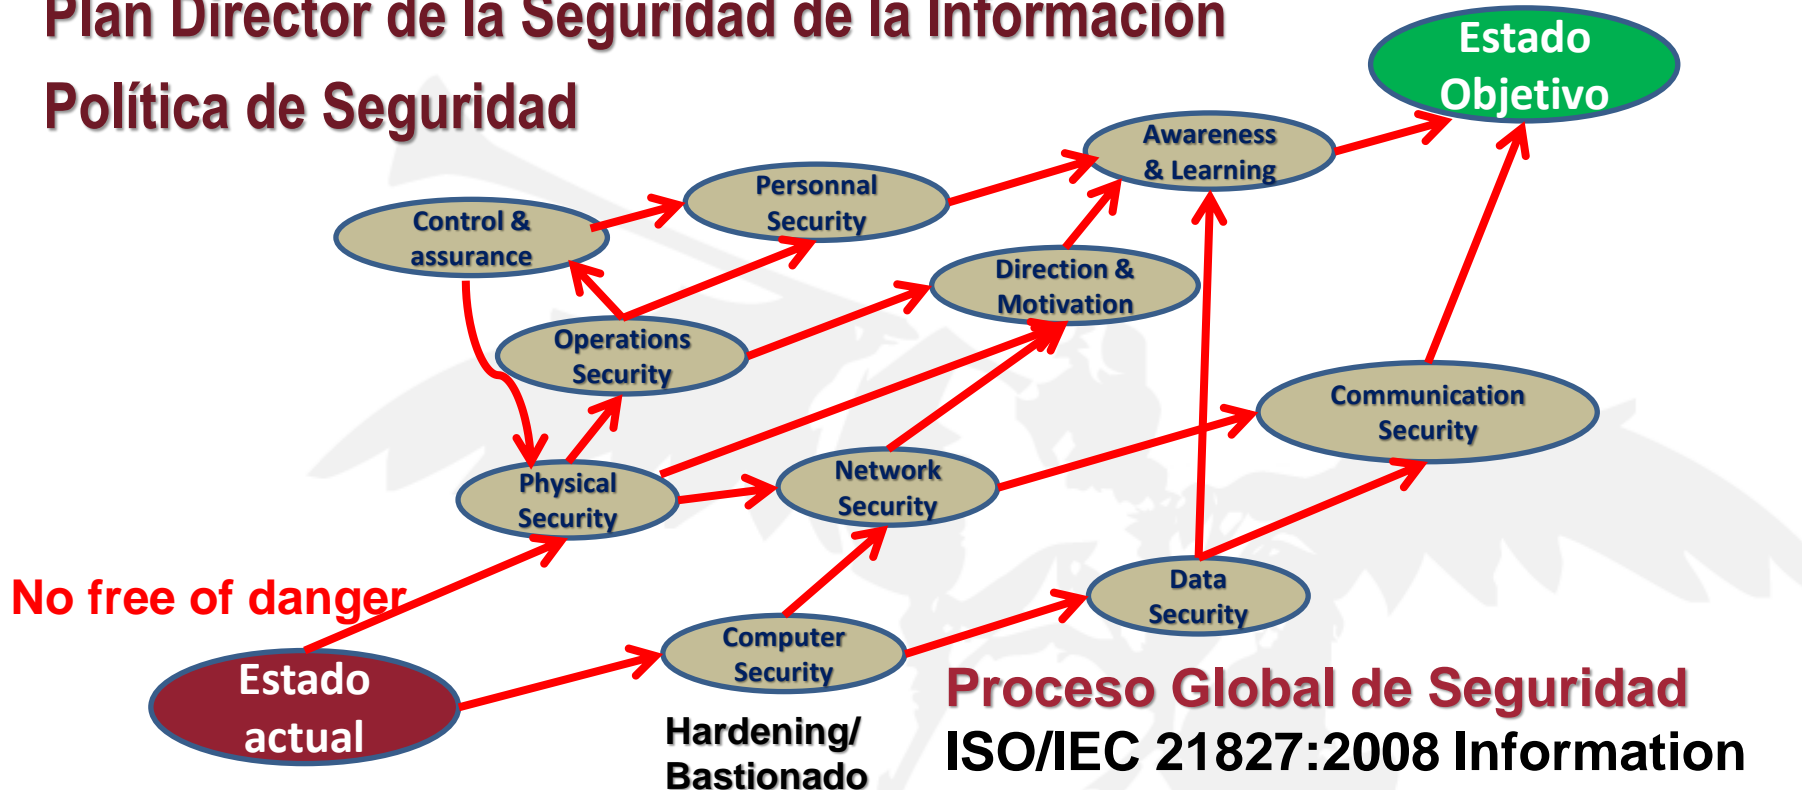 Plan Director de la Seguridad de la Información
Política de Seguridad
Estado
Objetivo
Awareness
& Learning
Personnal
Security
Control &
assurance
Direction &
Motivation
Operations
Security
Communication
Security
Physical
Security
Network
Security
No free of danger
Data
Security
Computer
Security
Estado
actual
Hardening/
Bastionado
Proceso Global de Seguridad
ISO/IEC 21827:2008 Information